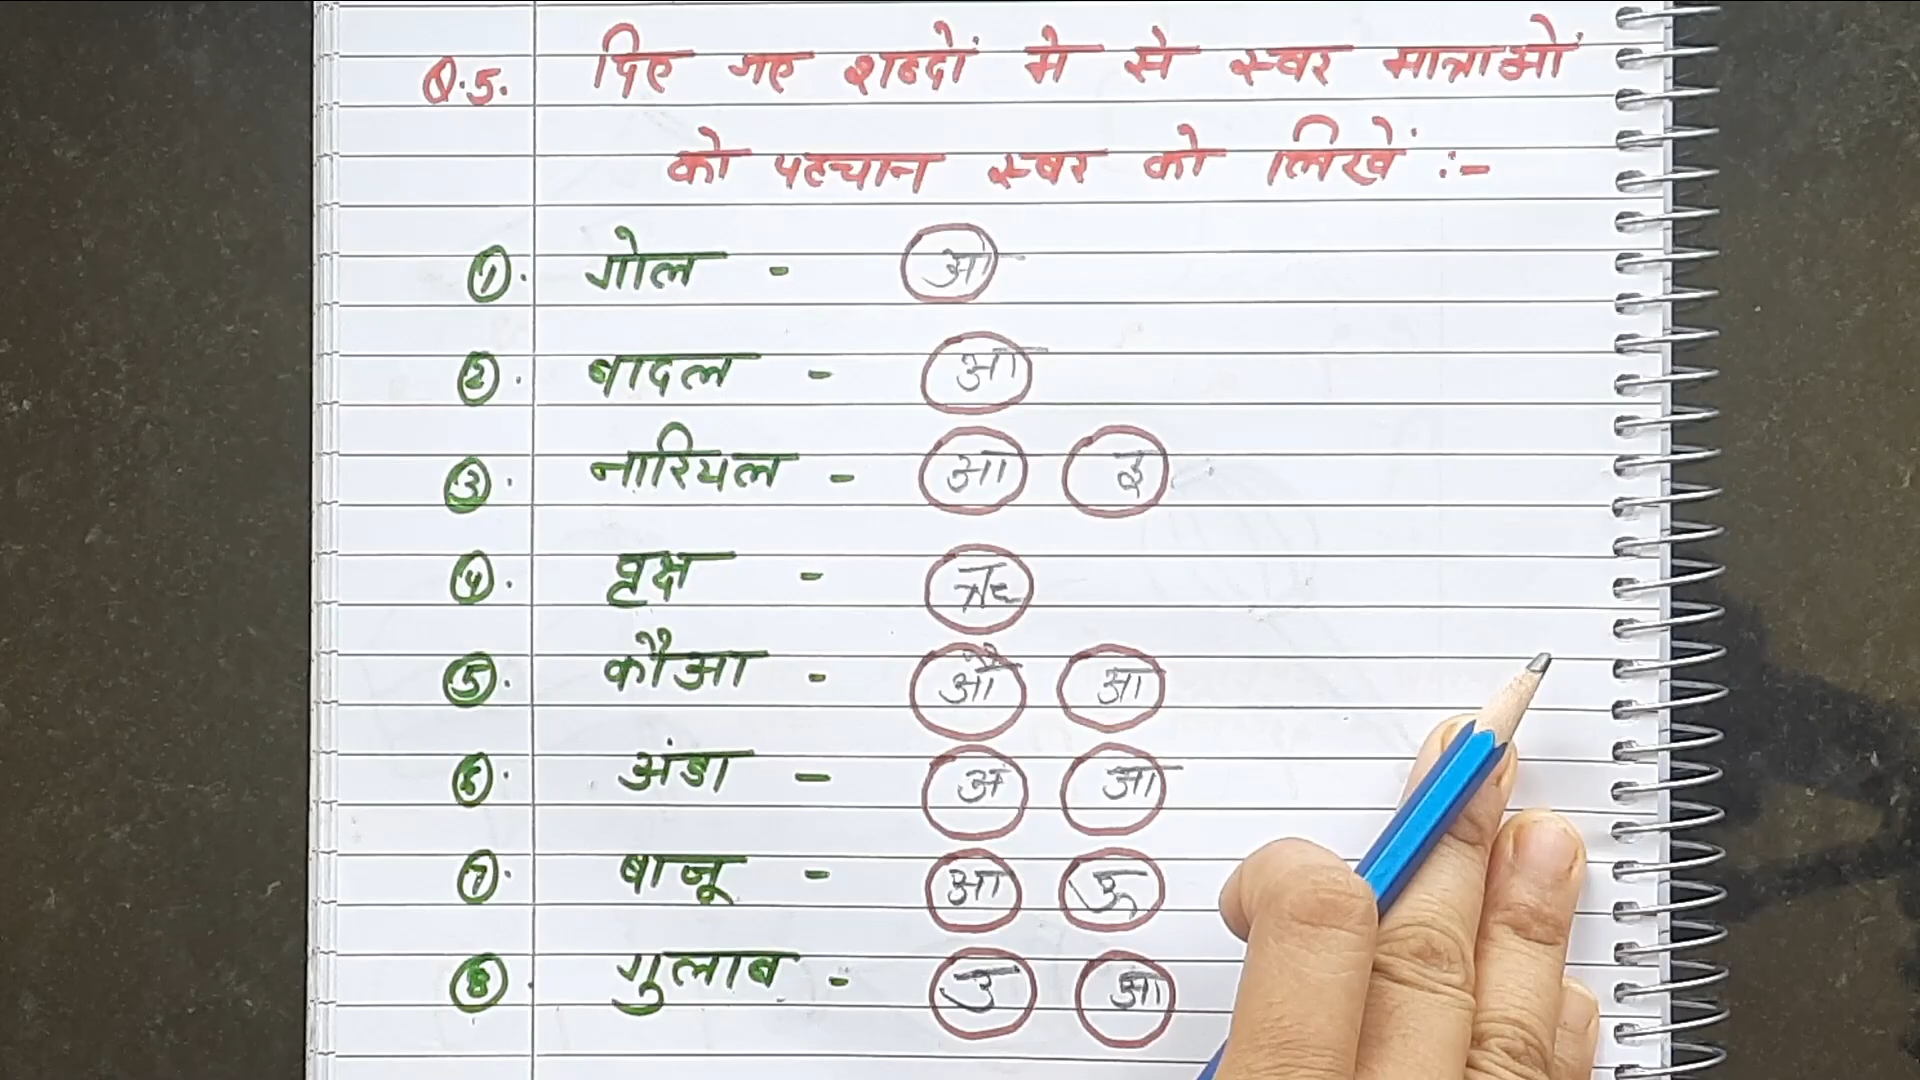 Q.5. दिए गए शब्दों मे से स्वर मात्राओं
को पहचान स्वर को लिखें :-
1. गोल - ओ
2. बादल - आ
3. नारियल - आ इ
4. वृक्ष - ऋ
5. कौआ - औ आ
6. अंडा - अं आ
7. बाजू - आ ऊ
8. गुलाब - उ आ